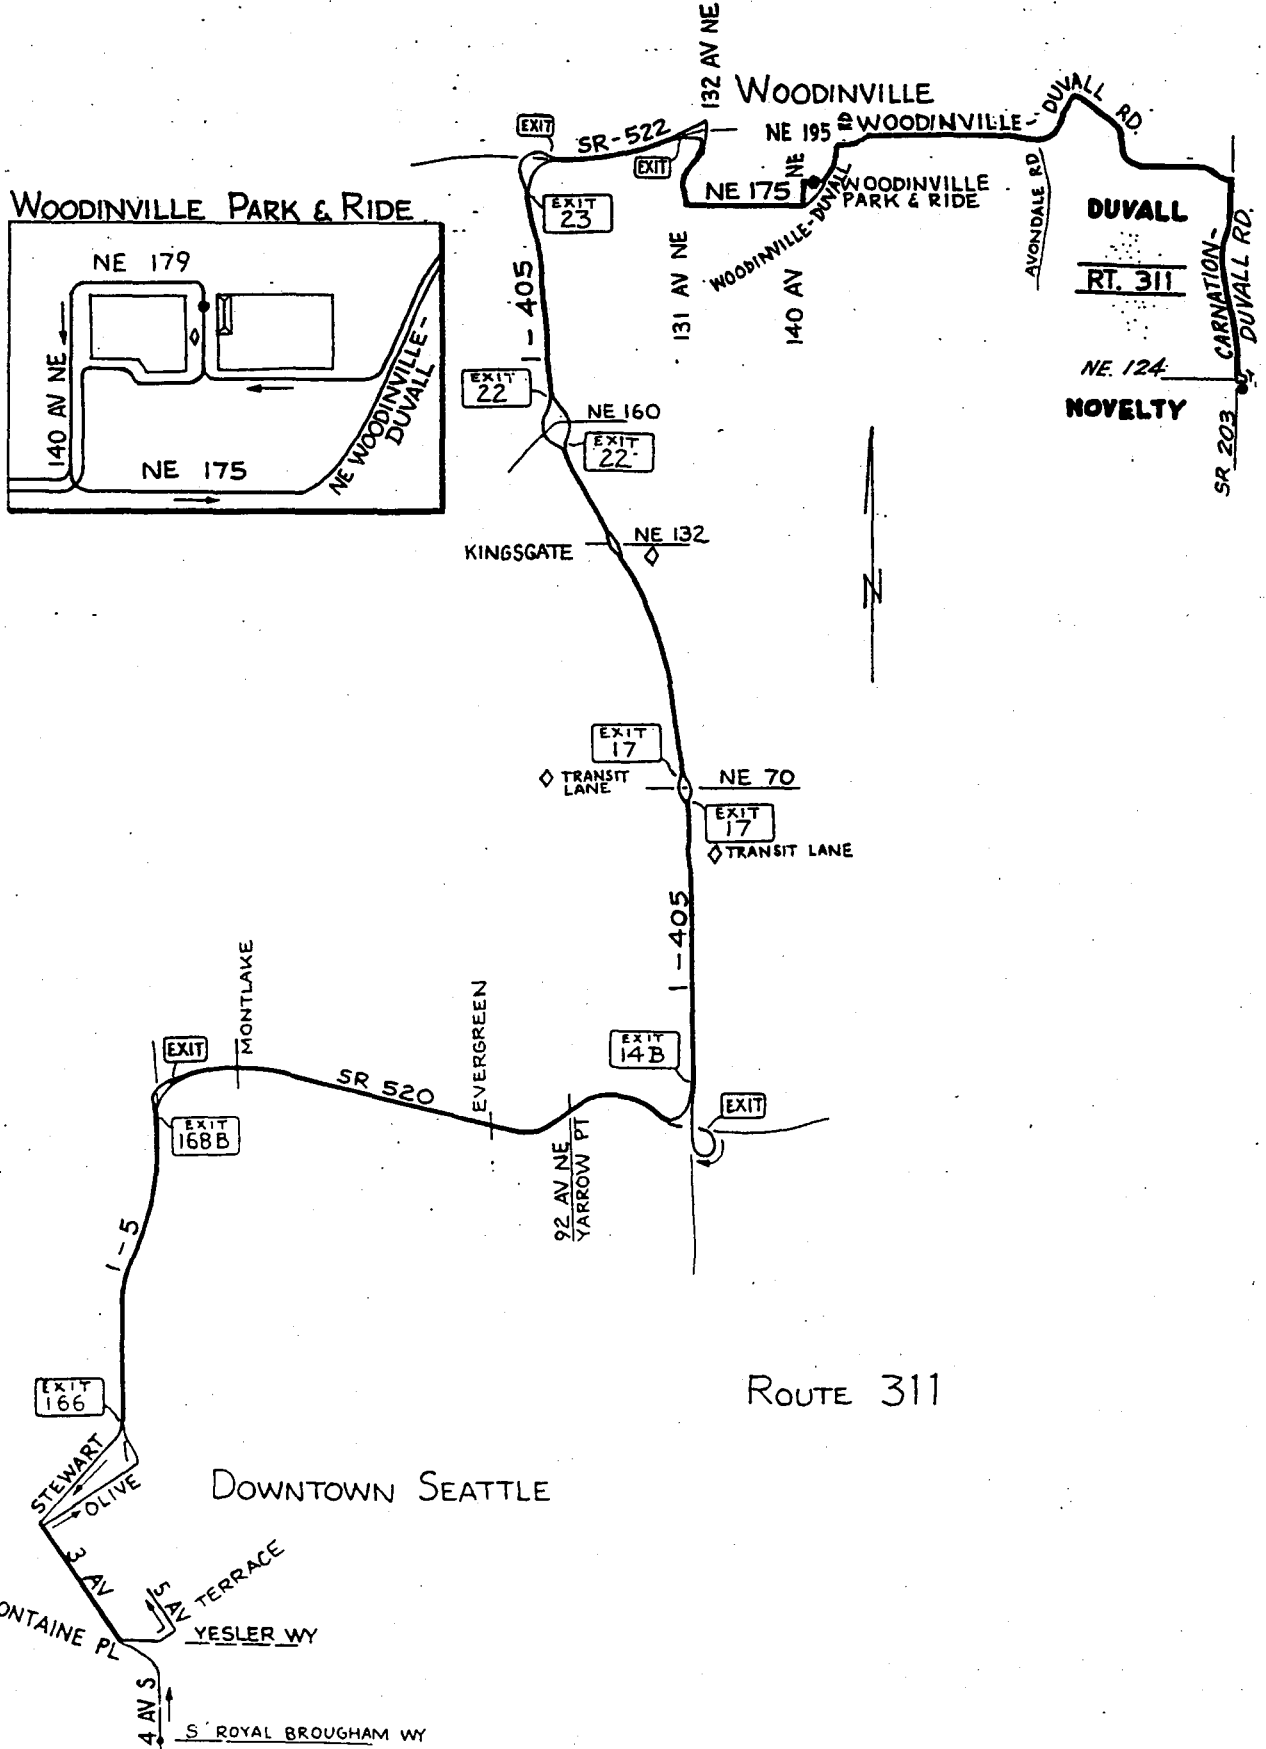 132 AV NE
WOODINVILLE
DUVALL RD.
EXIT
SR-522
NE 195 RD
WOODINVILLE-
EXIT
NE 175
NE
WOODINVILLE
PARK & RIDE
WOODINVILLE-DUVALL
AVONDALE RD
DUVALL
RT. 311
CARNATION-
DUVALL RD.
NE. 124
NOVELTY
SR 203
WOODINVILLE PARK & RIDE
NE 179
140 AV NE
NE 175
NE WOODINVILLE-
DUVALL
EXIT
23
I-405
131 AV NE
140 AV
EXIT
22
NE 160
EXIT
22
KINGSGATE
NE 132
N
EXIT
17
TRANSIT
LANE
NE 70
EXIT
17
TRANSIT LANE
I-405
MONTLAKE
EVERGREEN
EXIT
14B
EXIT
SR 520
EXIT
EXIT
168B
92 AV NE
YARROW PT
I-5
EXIT
166
ROUTE 311
STEWART
OLIVE
DOWNTOWN SEATTLE
3 AV
5 AV
TERRACE
ONTAINE PL
YESLER WY
4 AV S
S ROYAL BROUGHAM WY